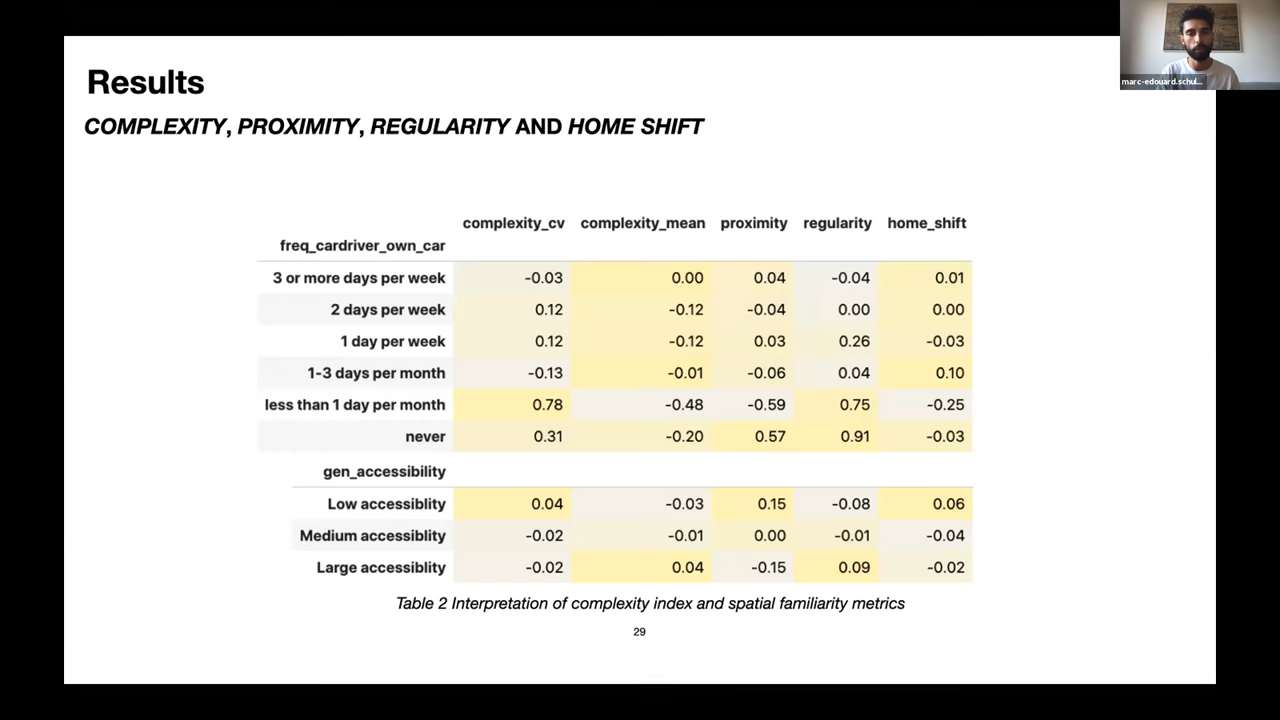 Results
COMPLEXITY, PROXIMITY, REGULARITY AND HOME SHIFT
marc-edouard.schul...
complexity_cv complexity_mean proximity regularity home_shift
freq_cardriver_own_car
3 or more days per week -0.03 0.00 0.04 -0.04 0.01
2 days per week 0.12 -0.12 -0.04 0.00 0.00
1 day per week 0.12 -0.12 0.03 0.26 -0.03
1-3 days per month -0.13 -0.01 -0.06 0.04 0.10
less than 1 day per month 0.78 -0.48 -0.59 0.75 -0.25
never 0.31 -0.20 0.57 0.91 -0.03
gen_accessibility
Low accessiblity 0.04 -0.03 0.15 -0.08 0.06
Medium accessiblity -0.02 -0.01 0.00 -0.01 -0.04
Large accessiblity -0.02 0.04 -0.15 0.09 -0.02
Table 2 Interpretation of complexity index and spatial familiarity metrics
29